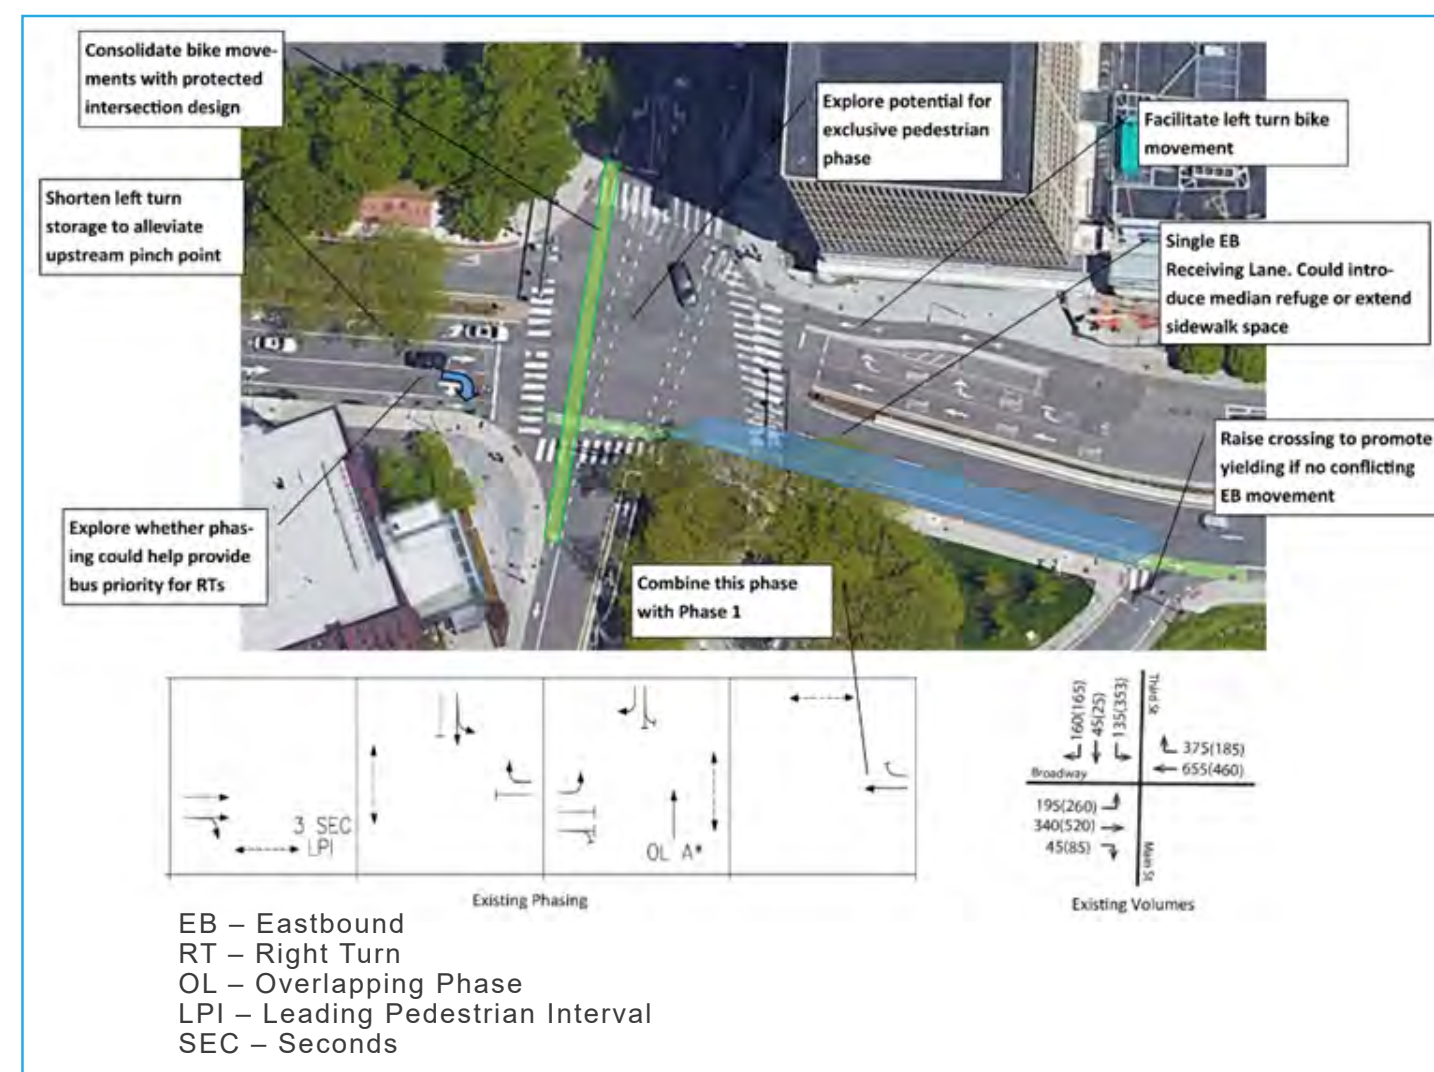 Consolidate bike move-
ments with protected
intersection design
Explore potential for
exclusive pedestrian
phase
Facilitate left turn bike
movement
Shorten left turn
storage to alleviate
upstream pinch point
Single EB
Receiving Lane. Could intro-
duce median refuge or extend
sidewalk space
Raise crossing to promote
yielding if no conflicting
EB movement
Explore whether phas-
ing could help provide
bus priority for RTs
Combine this phase
with Phase 1
3 SEC
LPI
OL A*
Existing Phasing
160(165)
45(25)
135(353)
Third St
375(185)
655(460)
Broadway
195(260)
340(520)
45(85)
Main St
Existing Volumes
EB – Eastbound
RT – Right Turn
OL – Overlapping Phase
LPI – Leading Pedestrian Interval
SEC – Seconds